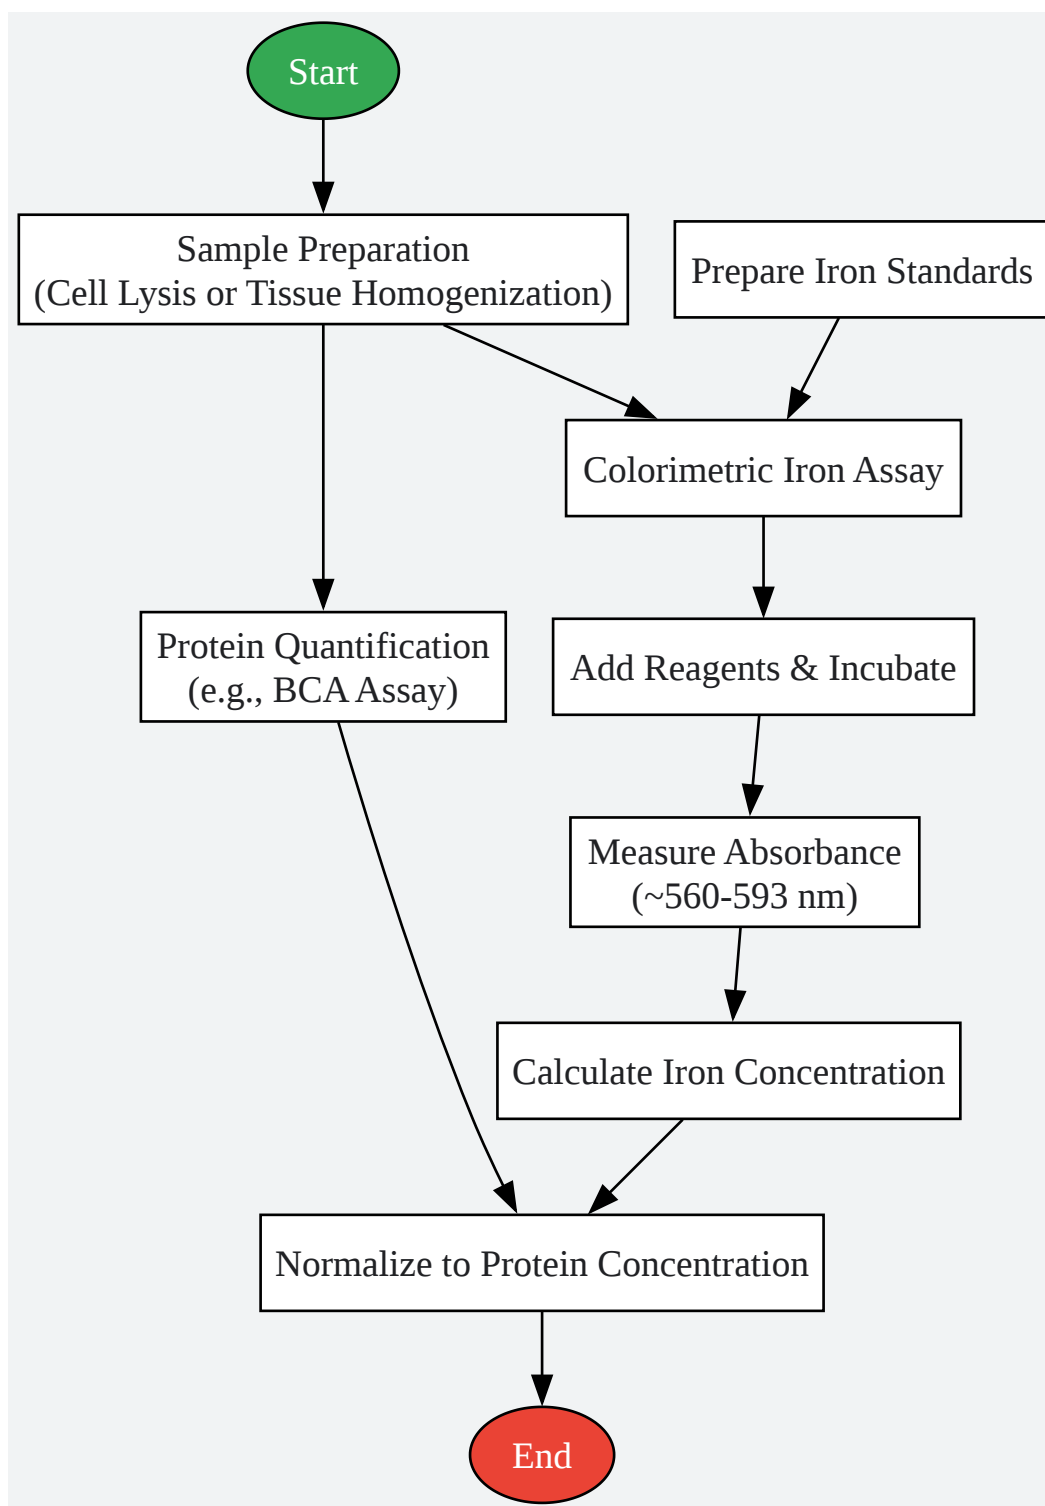 Start
Sample Preparation
(Cell Lysis or Tissue Homogenization)
Prepare Iron Standards
Colorimetric Iron Assay
Protein Quantification
(e.g., BCA Assay)
Add Reagents & Incubate
Measure Absorbance
(~560-593 nm)
Calculate Iron Concentration
Normalize to Protein Concentration
End